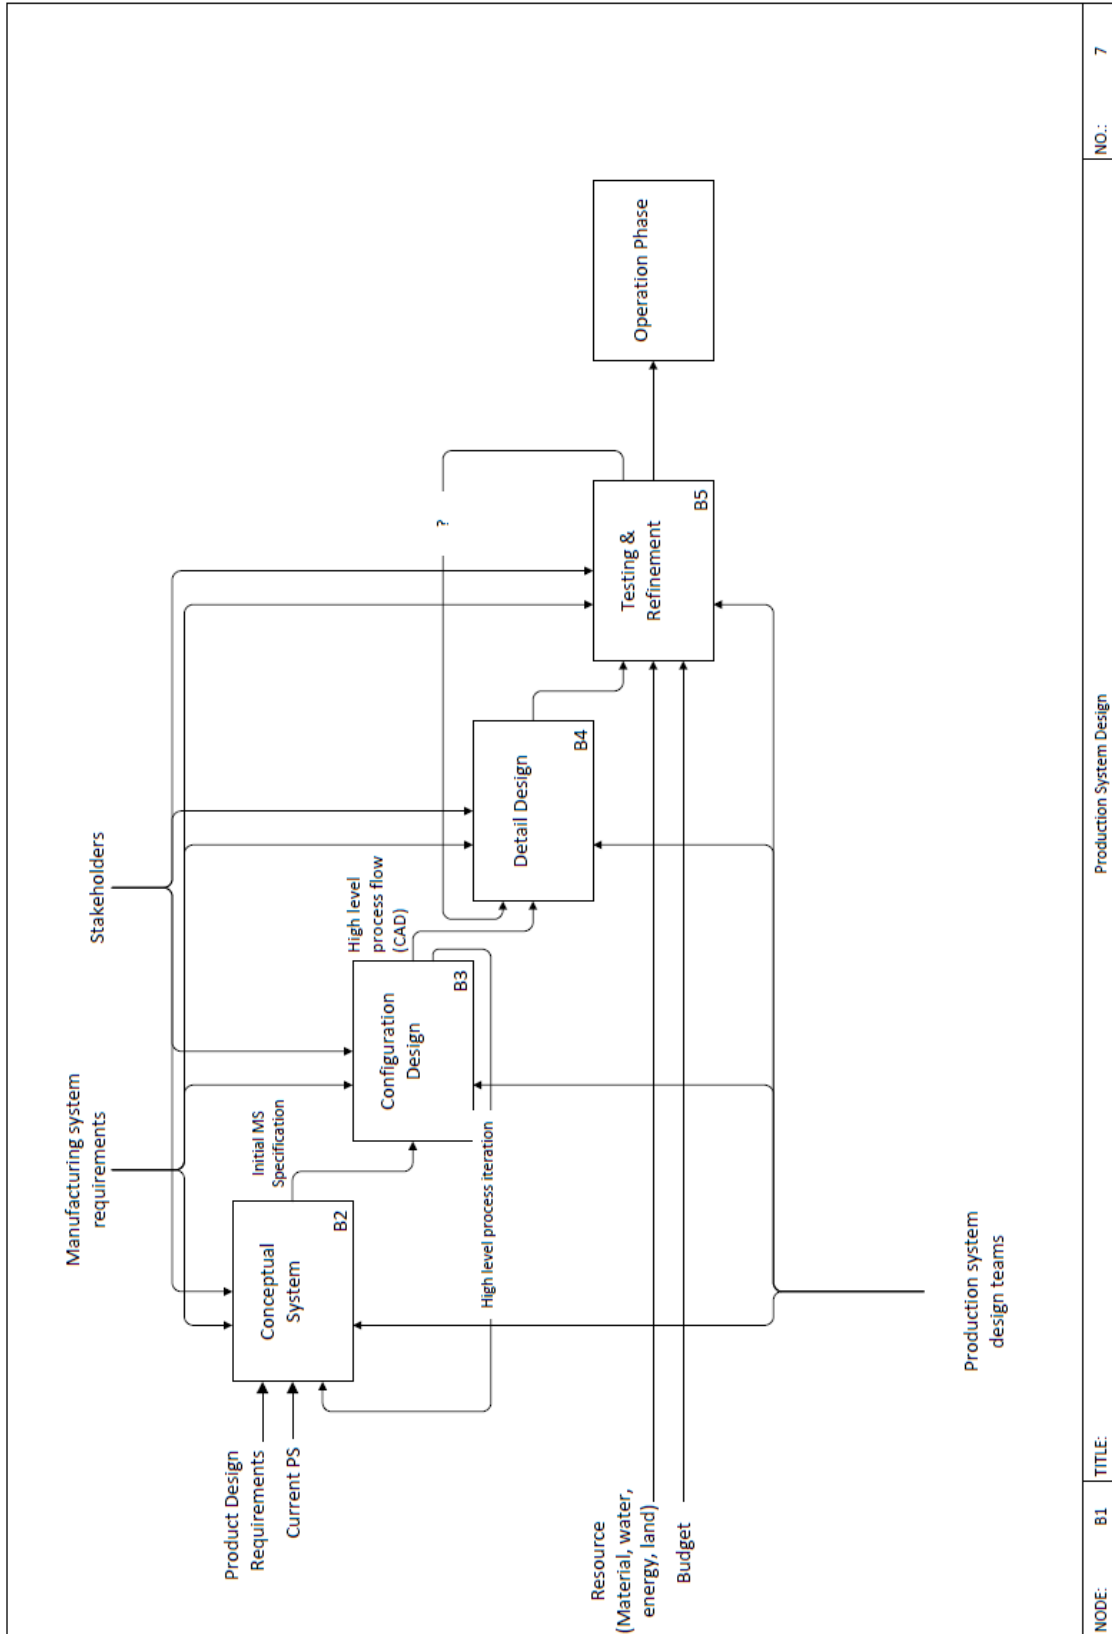 Manufacturing system
requirements
Stakeholders
Product Design
Requirements
Current PS
Conceptual
System
B2
Initial MS
Specification
Configuration
Design
B3
High level
process flow
(CAD)
High level process iteration
Detail Design
B4
?
Testing &
Refinement
B5
Operation Phase
Resource
(Material, water,
energy, land)
Budget
Production system
design teams
NODE: B1 TITLE: Production System Design NO.: 7